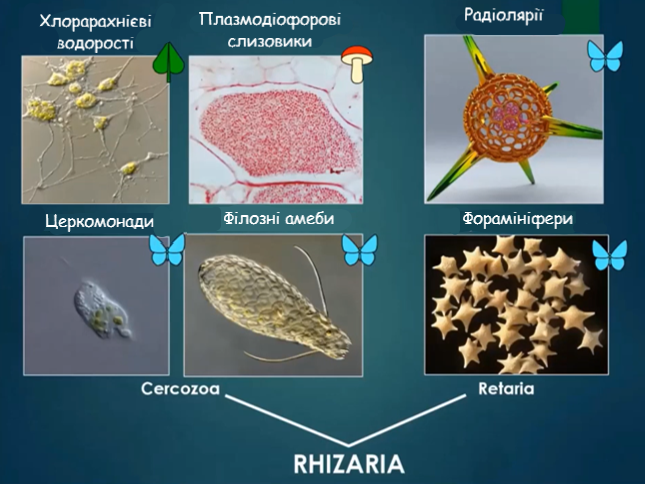 Хлорарахнієві
водорості
Плазмодіофорові
слизовики
Радіолярії
Церкомонади
Філозні амеби
Форамініфери
Cercozoa
Retaria
RHIZARIA